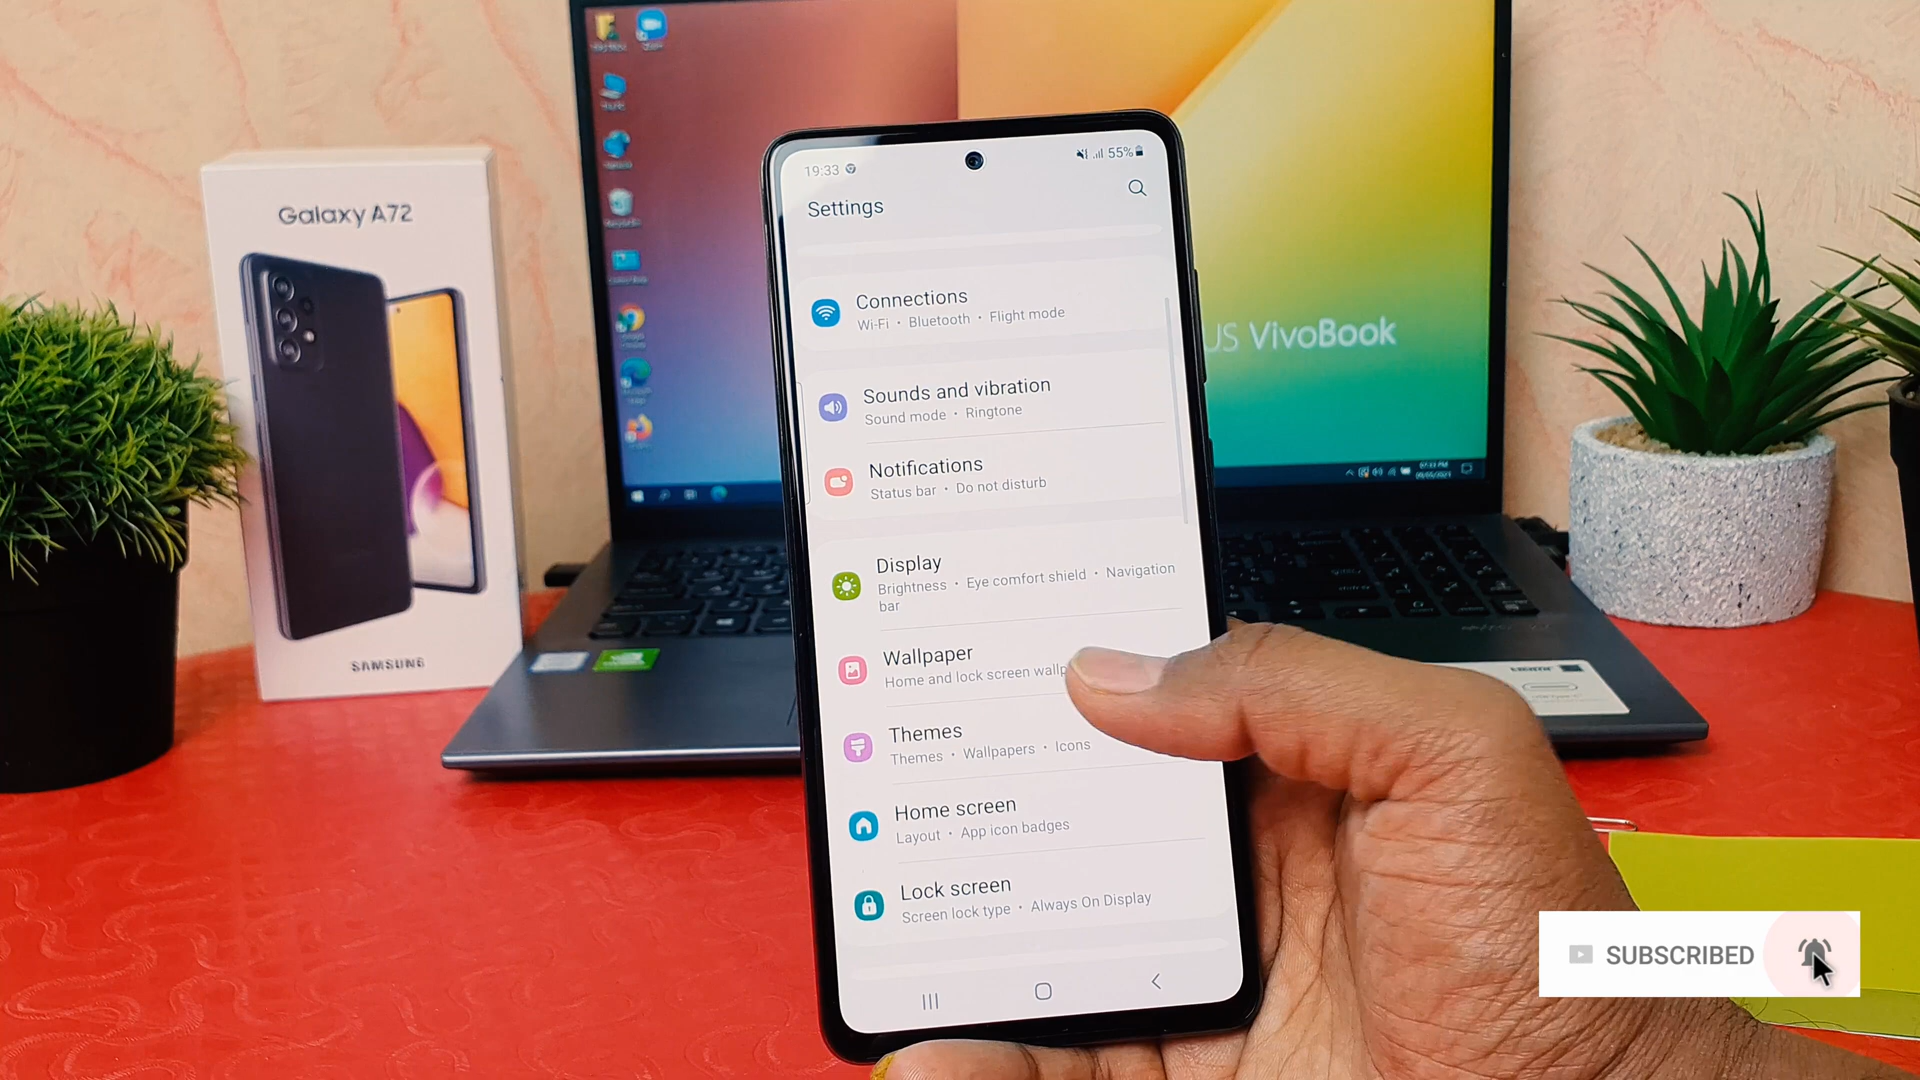 Galaxy A72
SAMSUNG
19:33
55%
Settings
Connections
Wi-Fi • Bluetooth • Flight mode
Sounds and vibration
Sound mode • Ringtone
Notifications
Status bar • Do not disturb
Display
Brightness • Eye comfort shield • Navigation
bar
Wallpaper
Home and lock screen wallp
Themes
Themes • Wallpapers • Icons
Home screen
Layout • App icon badges
Lock screen
Screen lock type • Always On Display
US VivoBook
SUBSCRIBED